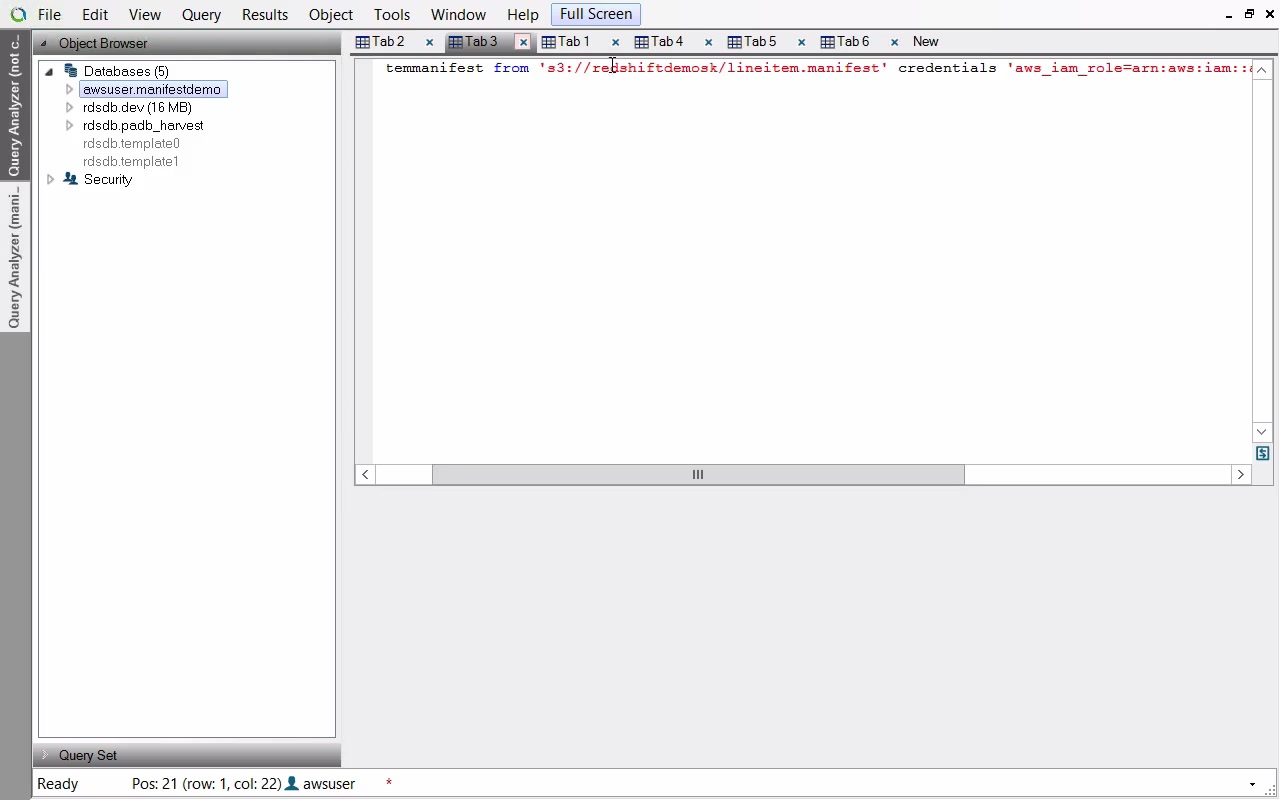 File Edit View Query Results Object Tools Window Help Full Screen
Query Analyzer (not c...
Query Analyzer (mani...
Object Browser
Databases (5)
awsuser.manifestdemo
rdsdb.dev (16 MB)
rdsdb.padb_harvest
rdsdb.template0
rdsdb.template1
Security
Query Set
Tab 2 Tab 3 Tab 1 Tab 4 Tab 5 Tab 6 New
temmanifest from 's3://redshiftdemosk/lineitem.manifest' credentials 'aws_iam_role=arn:aws:iam::
Ready Pos: 21 (row: 1, col: 22) awsuser *